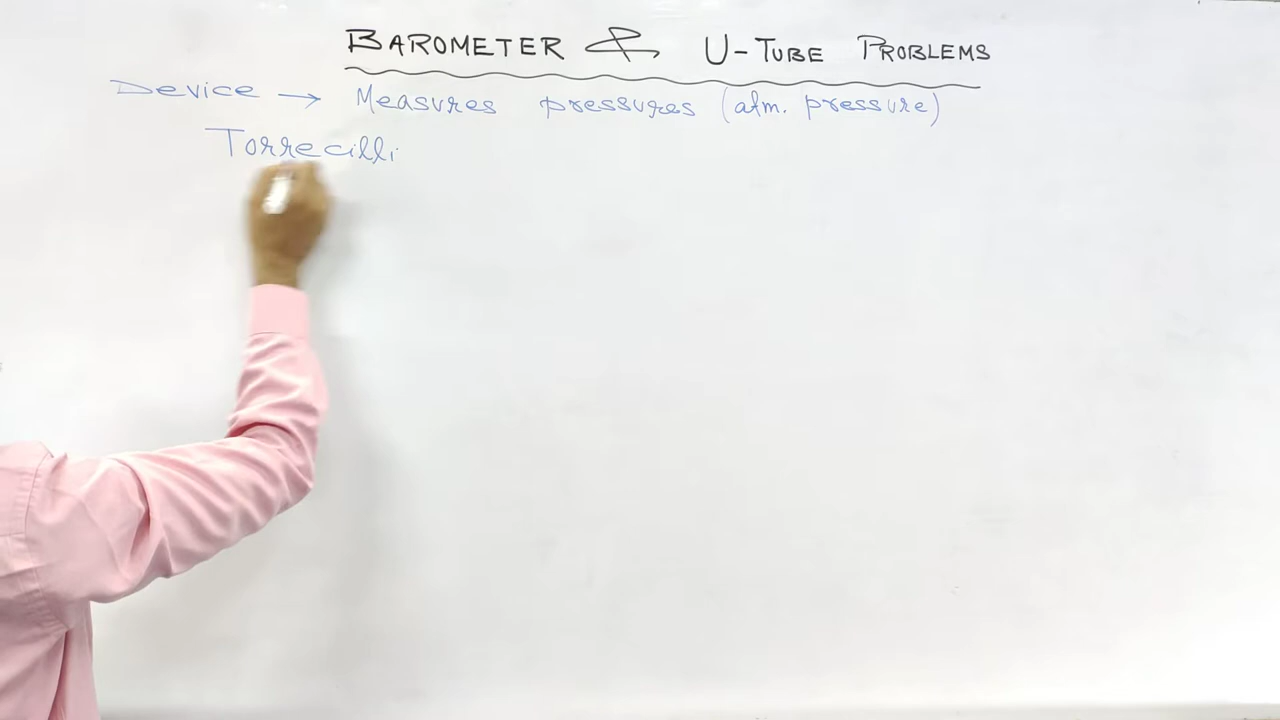 BAROMETER & U-TUBE PROBLEMS
Device → Measures pressures (atm. pressure)
Torrecilli